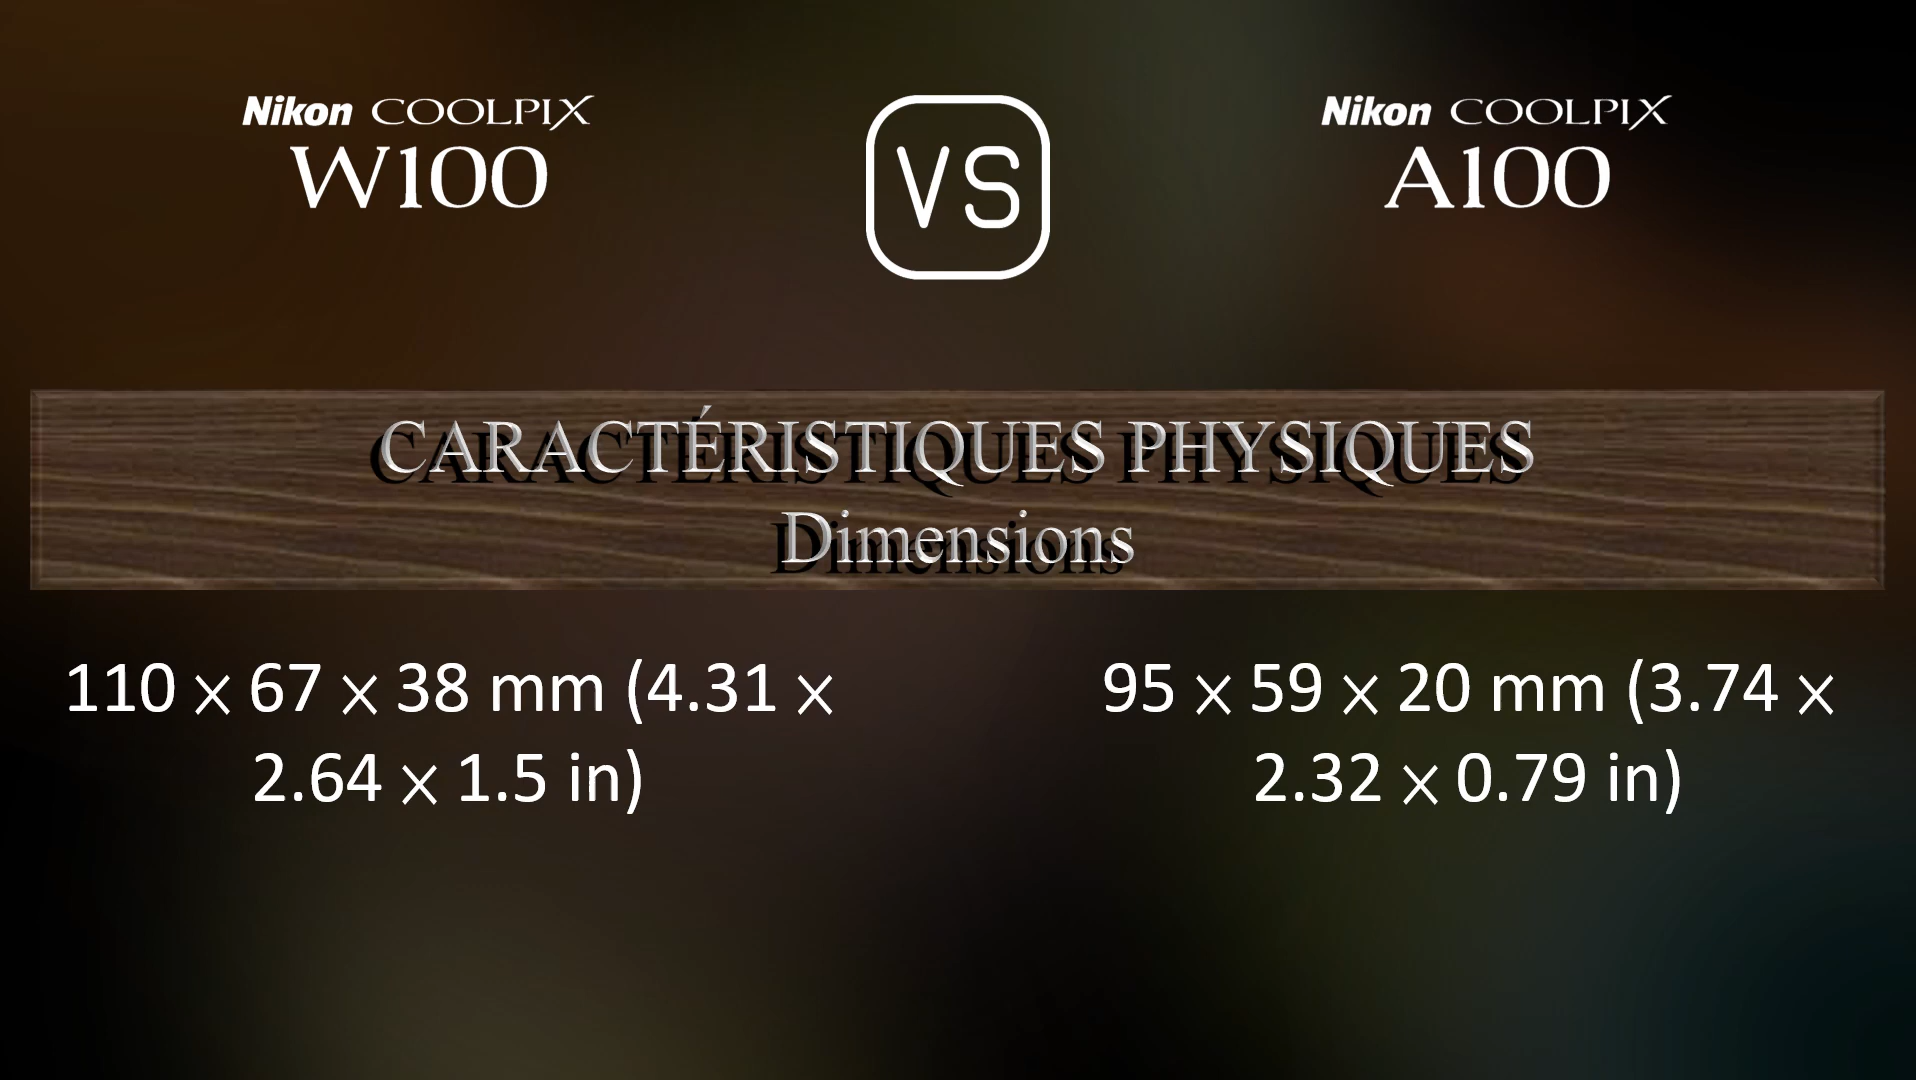 Nikon COOLPIX
W100
VS
Nikon COOLPIX
A100
CARACTÉRISTIQUES PHYSIQUES
Dimensions
110 x 67 x 38 mm (4.31 x
2.64 x 1.5 in)
95 x 59 x 20 mm (3.74 x
2.32 x 0.79 in)